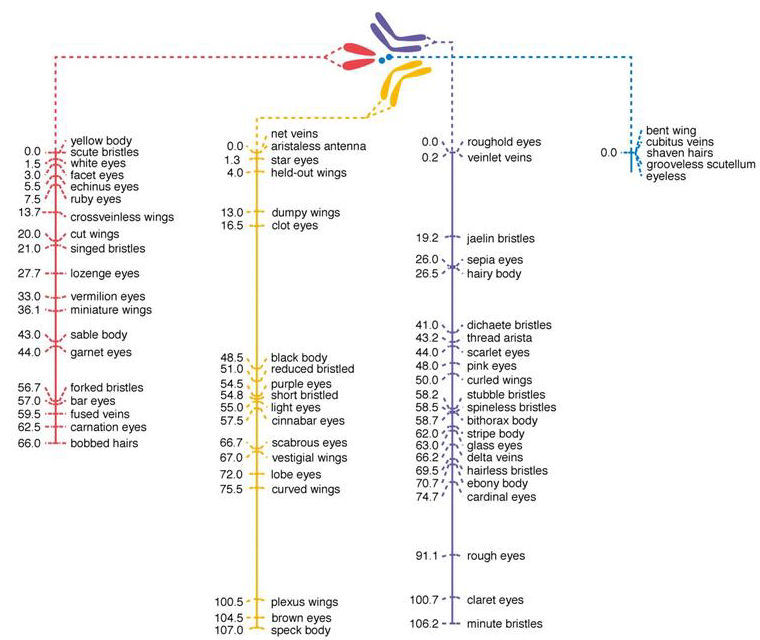 yellow body
0.0 scute bristles
1.5 white eyes
3.0 facet eyes
5.5 echinus eyes
7.5 ruby eyes
13.7 crossveinless wings
20.0 cut wings
21.0 singed bristles
27.7 lozenge eyes
33.0 vermilion eyes
36.1 miniature wings
43.0 sable body
44.0 garnet eyes
56.7 forked bristles
57.0 bar eyes
59.5 fused veins
62.5 carnation eyes
66.0 bobbed hairs
net veins
0.0 aristaless antenna
1.3 star eyes
4.0 held-out wings
13.0 dumpy wings
16.5 clot eyes
48.5 black body
51.0 reduced bristled
54.5 purple eyes
54.8 short bristled
55.0 light eyes
57.5 cinnabar eyes
66.7 scabrous eyes
67.0 vestigial wings
72.0 lobe eyes
75.5 curved wings
100.5 plexus wings
104.5 brown eyes
107.0 speck body
0.0 roughold eyes
0.2 veinlet veins
19.2 jaelin bristles
26.0 sepia eyes
26.5 hairy body
41.0 dichaete bristles
43.2 thread arista
44.0 scarlet eyes
48.0 pink eyes
50.0 curled wings
58.2 stubble bristles
58.5 spineless bristles
58.7 bithorax body
62.0 stripe body
63.0 glass eyes
66.2 delta veins
69.5 hairless bristles
70.7 ebony body
74.7 cardinal eyes
91.1 rough eyes
100.7 claret eyes
106.2 minute bristles
bent wing
cubitus veins
0.0 shaven hairs
grooveless scutellum
eyeless